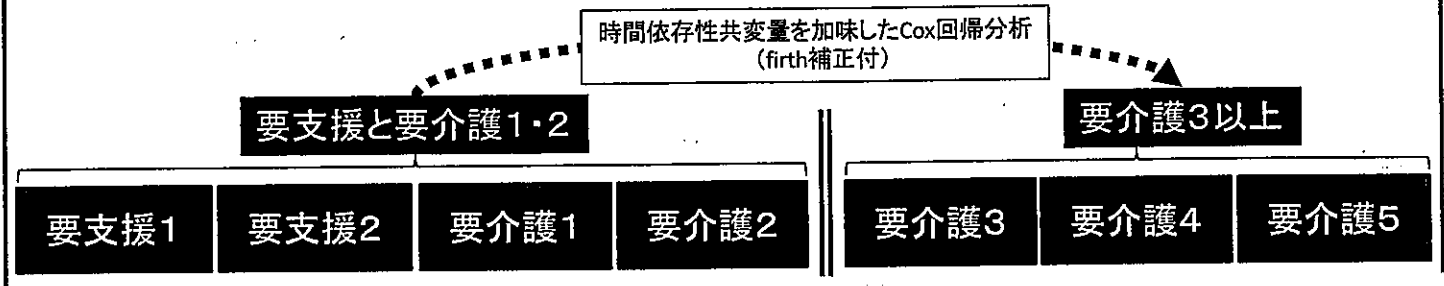 時間依存性共変量を加味したCox回帰分析
（firth補正付）
要支援と要介護1・2
要介護3以上
要支援1
要支援2
要介護1
要介護2
要介護3
要介護4
要介護5